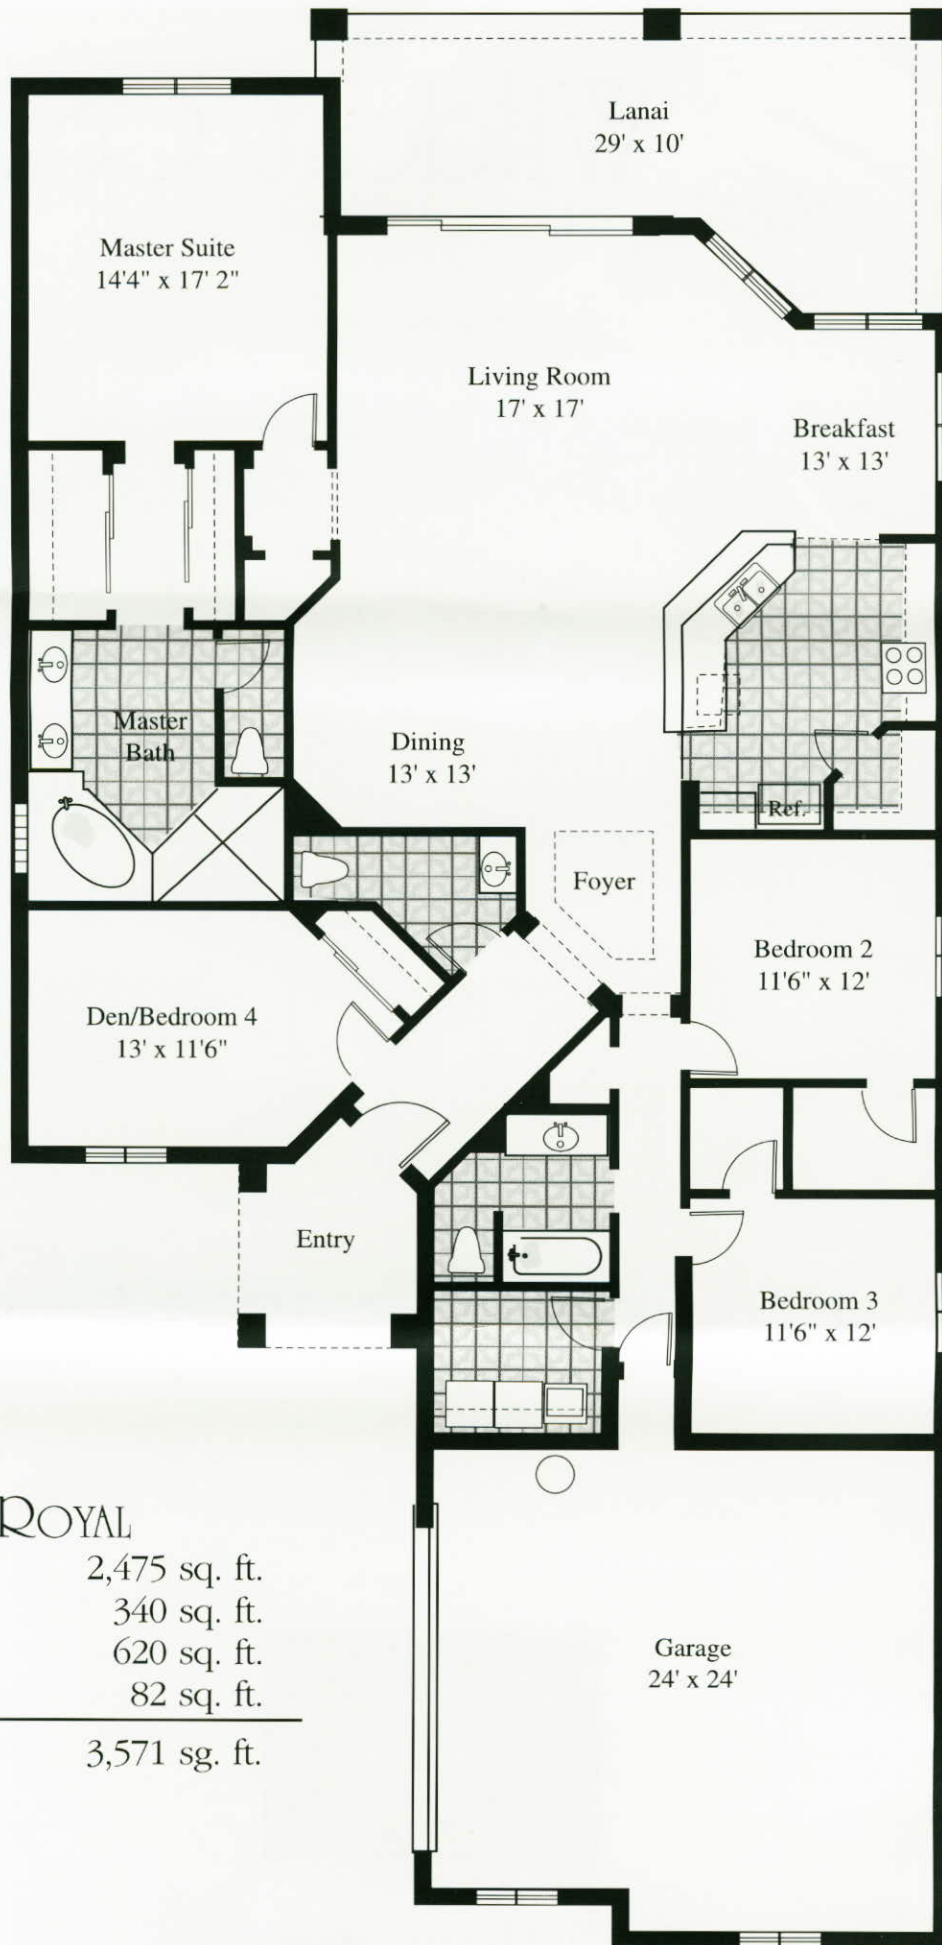 Lanai
29' x 10'
Master Suite
14'4" x 17' 2"
Living Room
17' x 17'
Breakfast
13' x 13'
Master
Bath
Dining
13' x 13'
Ref.
Foyer
Bedroom 2
11'6" x 12'
Den/Bedroom 4
13' x 11'6"
Entry
Bedroom 3
11'6" x 12'
ROYAL
2,475 sq. ft.
340 sq. ft.
620 sq. ft.
82 sq. ft.
3,571 sg. ft.
Garage
24' x 24'